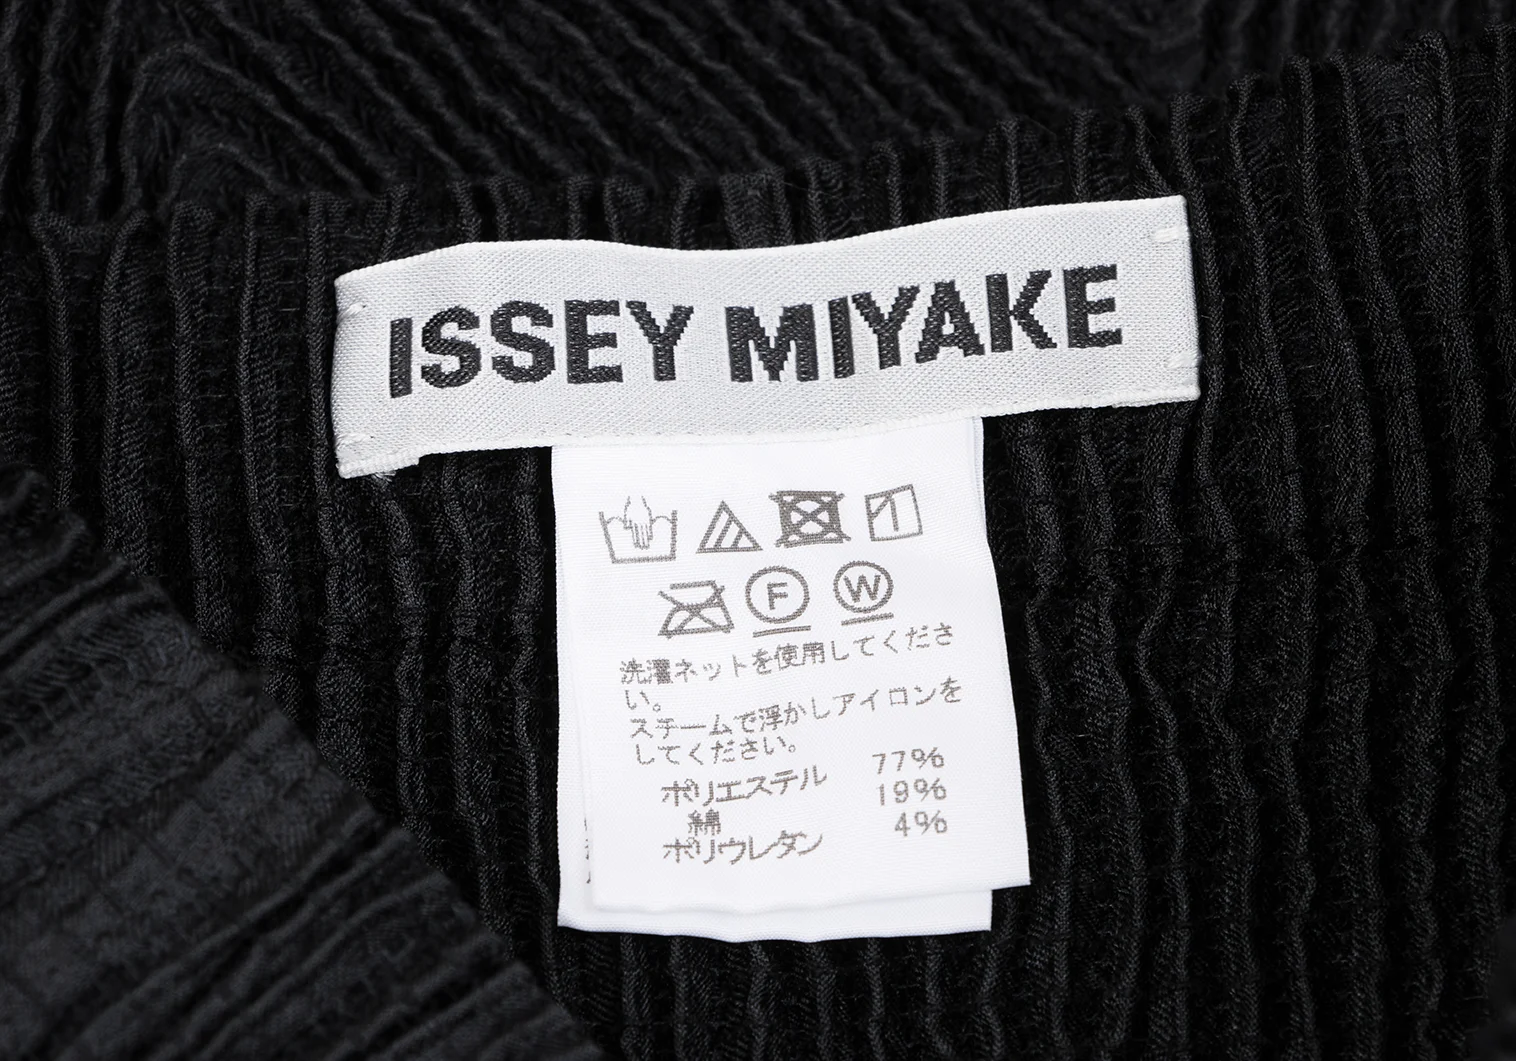 ISSEY MIYAKE
F W
洗濯ネットを使用してくださ
い。
スチームで浮かしアイロンを
してください。
ポリエステル 77%
綿 19%
ポリウレタン 4%